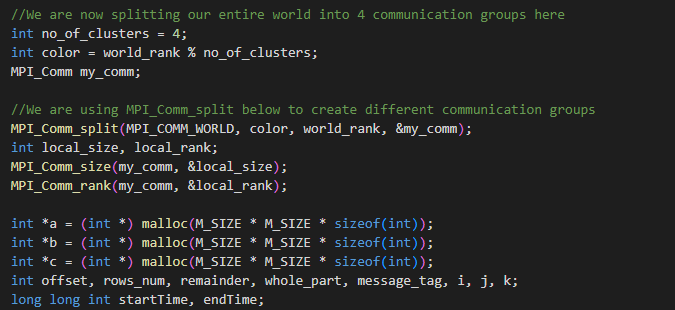 //We are now splitting our entire world into 4 communication groups here
int no_of_clusters = 4;
int color = world_rank % no_of_clusters;
MPI_Comm my_comm;

//We are using MPI_Comm_split below to create different communication groups
MPI_Comm_split(MPI_COMM_WORLD, color, world_rank, &my_comm);
int local_size, local_rank;
MPI_Comm_size(my_comm, &local_size);
MPI_Comm_rank(my_comm, &local_rank);

int *a = (int *) malloc(M_SIZE * M_SIZE * sizeof(int));
int *b = (int *) malloc(M_SIZE * M_SIZE * sizeof(int));
int *c = (int *) malloc(M_SIZE * M_SIZE * sizeof(int));
int offset, rows_num, remainder, whole_part, message_tag, i, j, k;
long long int startTime, endTime;